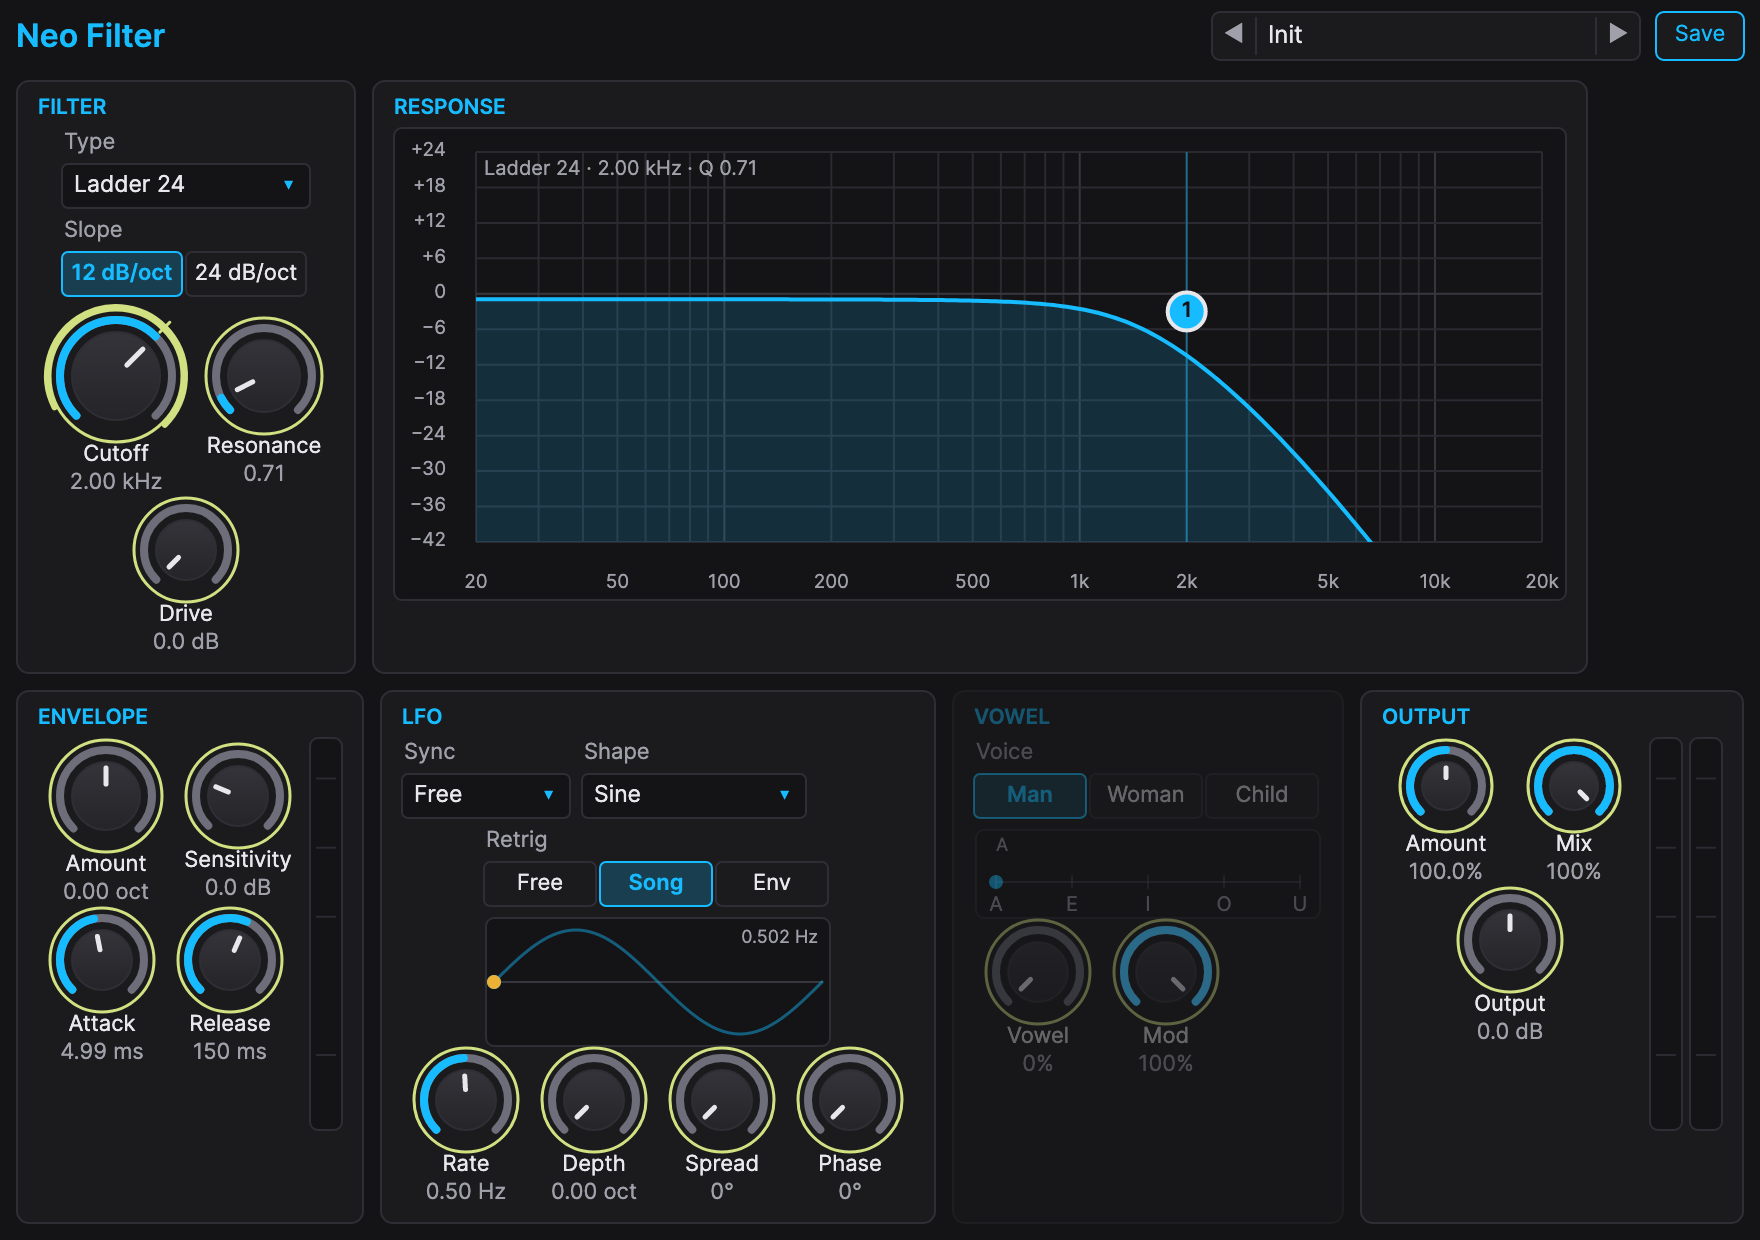 Neo Filter
Init
Save
FILTER
Type
Ladder 24
Slope
12 dB/oct 24 dB/oct
Cutoff
2.00 kHz
Resonance
0.71
Drive
0.0 dB
RESPONSE
Ladder 24 · 2.00 kHz · Q 0.71
+24
+18
+12
+6
0
−6
−12
−18
−24
−30
−36
−42
1
20 50 100 200 500 1k 2k 5k 10k 20k
ENVELOPE
Amount
0.00 oct
Sensitivity
0.0 dB
Attack
4.99 ms
Release
150 ms
LFO
Sync
Free
Shape
Sine
Retrig
Free Song Env
0.502 Hz
Rate
0.50 Hz
Depth
0.00 oct
Spread
0°
Phase
0°
VOWEL
Voice
Man Woman Child
A
A E I O U
Vowel
0%
Mod
100%
OUTPUT
Amount
100.0%
Mix
100%
Output
0.0 dB